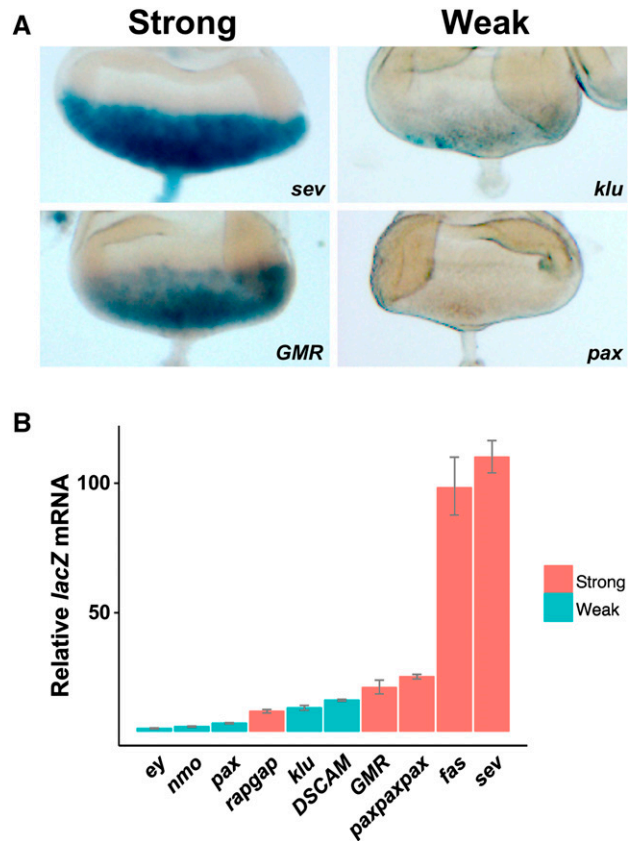 A
Strong
Weak
sev
klu
GMR
pax
B
Relative lacZ mRNA
100
50
Strong
Weak
ey
nmo
pax
rapgap
klu
DSCAM
GMR
paxpaxpax
fas
sev